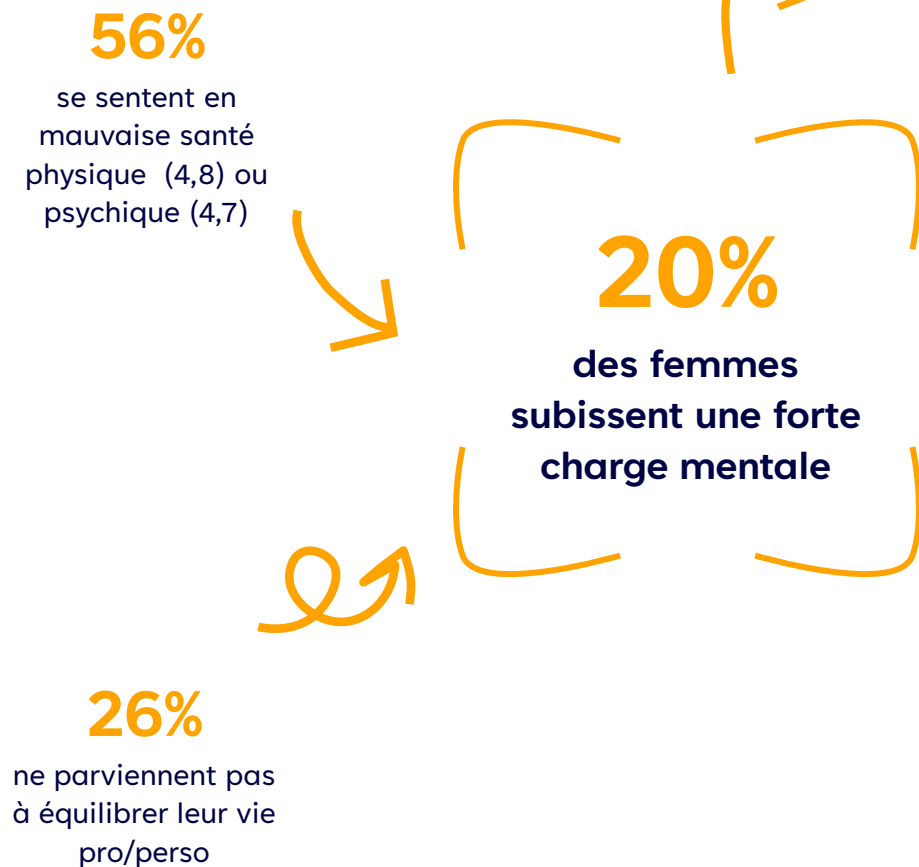 56%
se sentent en
mauvaise santé
physique  (4,8) ou
psychique (4,7)
20%
des femmes
subissent une forte
charge mentale
26%
ne parviennent pas
à équilibrer leur vie
pro/perso